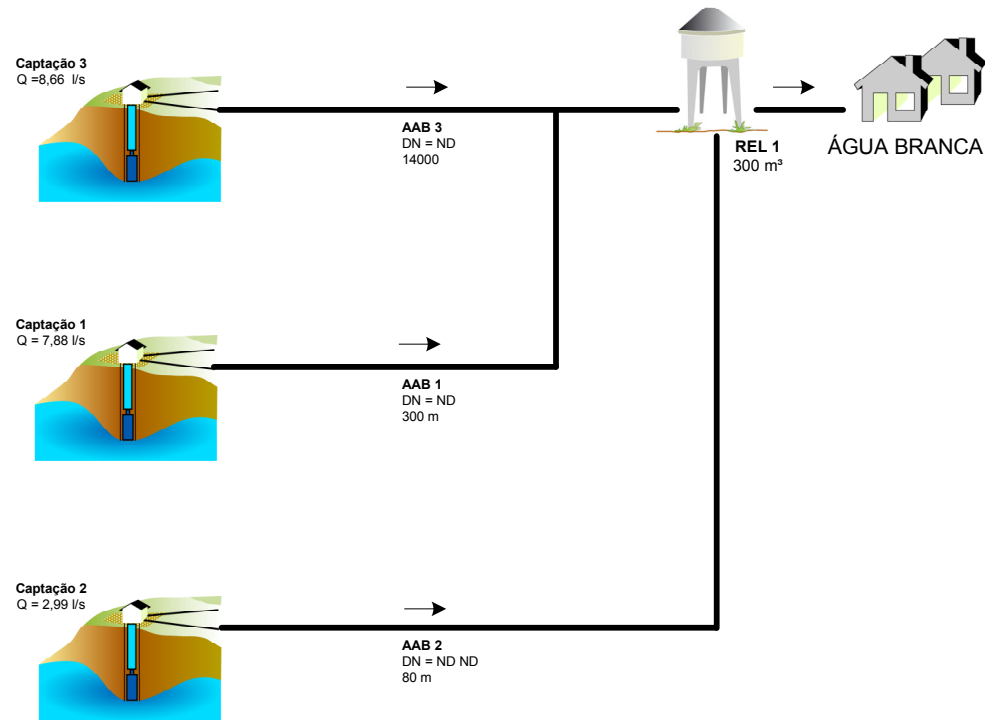 Captação 3
Q =8,66 l/s
AAB 3
DN = ND
14000
REL 1
300 m³
ÁGUA BRANCA
Captação 1
Q = 7,88 l/s
AAB 1
DN = ND
300 m
Captação 2
Q = 2,99 l/s
AAB 2
DN = ND ND
80 m